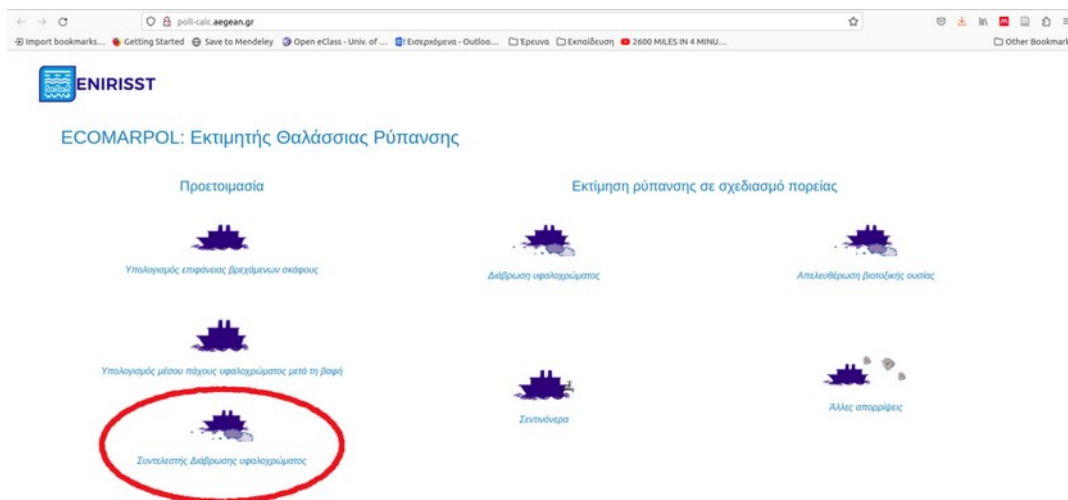 poll-calc.aegean.gr
Import bookmarks... Getting Started Save to Mendeley Open eClass - Univ. of ... Εισερχόμενα - Outloo... Έρευνα Εκπαίδευση 2600 MILES IN 4 MINU... Other Bookmark
ENIRISST
ECOMARPOL: Εκτιμητής Θαλάσσιας Ρύπανσης
Προετοιμασία
Εκτίμηση ρύπανσης σε σχεδιασμό πορείας
Υπολογισμός επιφάνειας βρεχάμενων σκάφους
Διάβρωση υφαλοχρώματος
Απελευθέρωση βιοτοξικής ουσίας
Υπολογισμός μέσου πάχους υφαλοχρώματος μετά τη βαφή
Σεντινόνερα
Άλλες απορρίψεις
Συντελεστής Διάβρωσης υφαλοχρώματος